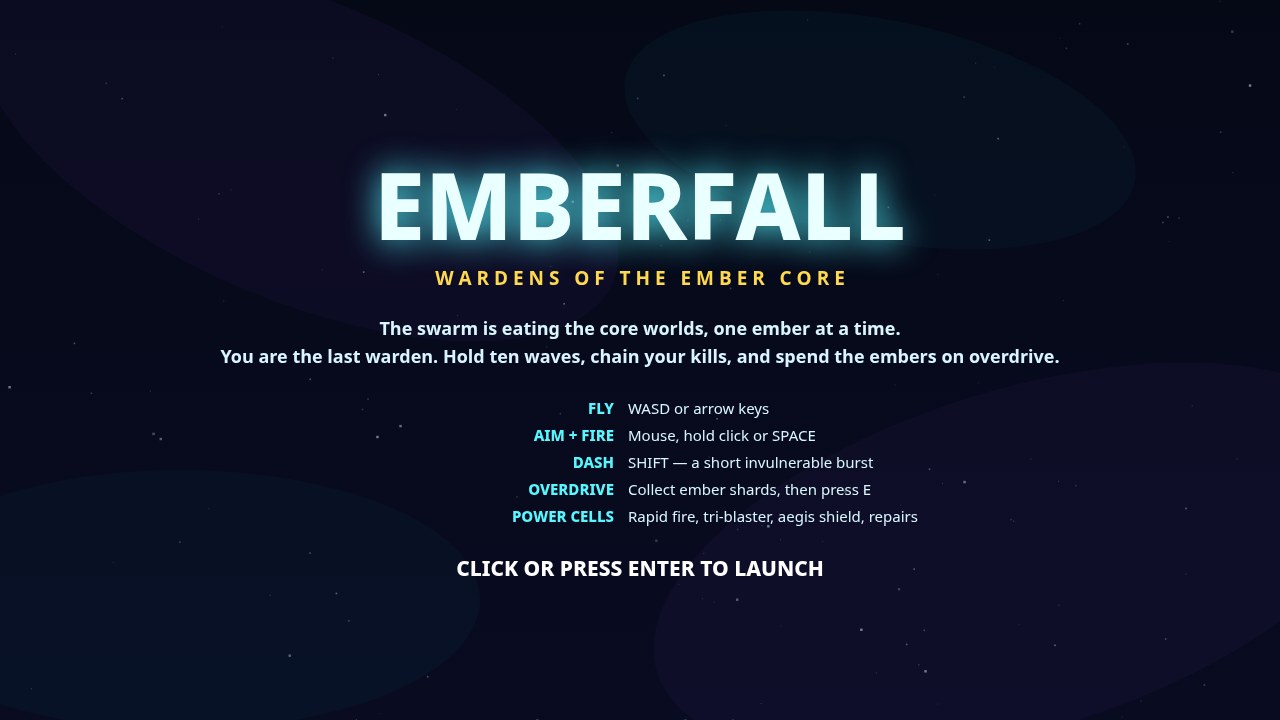 EMBERFALL
WARDENS OF THE EMBER CORE
The swarm is eating the core worlds, one ember at a time.
You are the last warden. Hold ten waves, chain your kills, and spend the embers on overdrive.
FLY WASD or arrow keys
AIM + FIRE Mouse, hold click or SPACE
DASH SHIFT — a short invulnerable burst
OVERDRIVE Collect ember shards, then press E
POWER CELLS Rapid fire, tri-blaster, aegis shield, repairs
CLICK OR PRESS ENTER TO LAUNCH